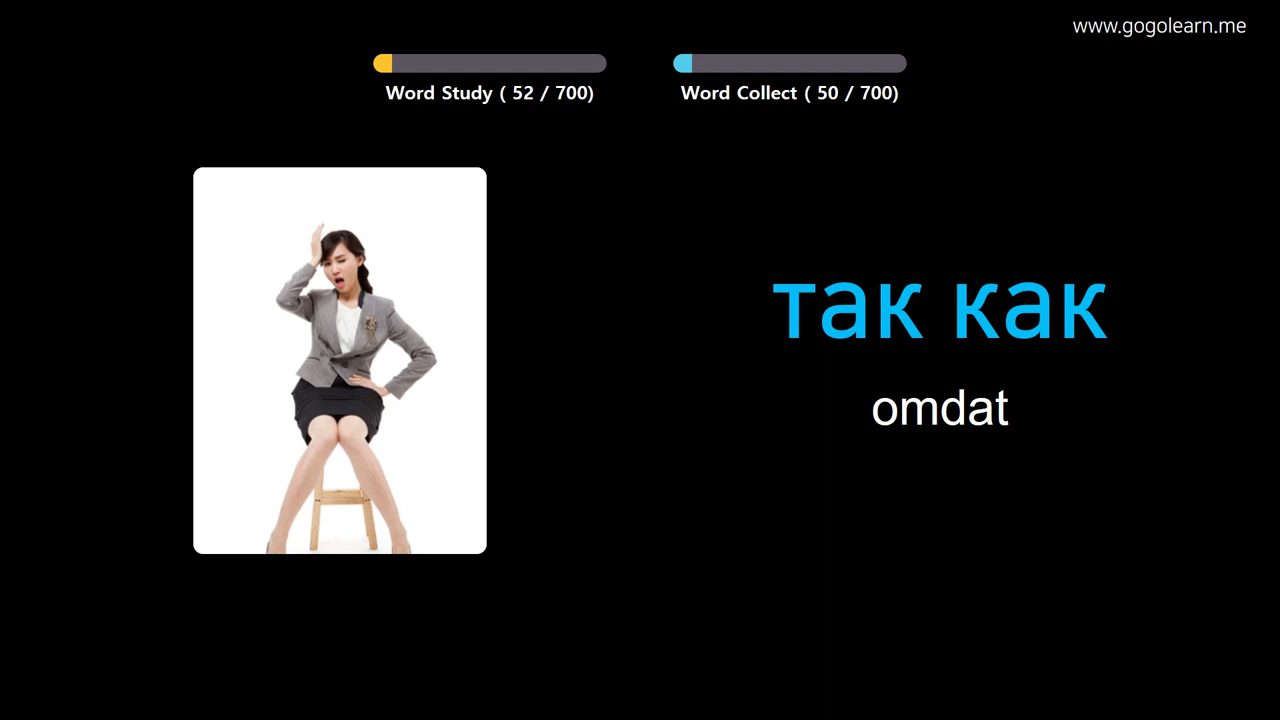 www.gogolearn.me
Word Study ( 52 / 700)
Word Collect ( 50 / 700)
так как
omdat